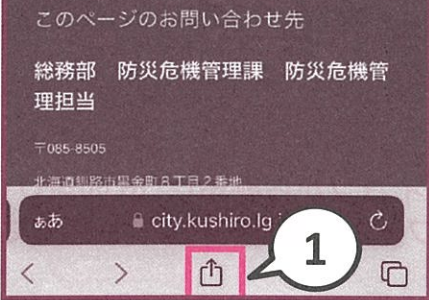 このページのお問い合わせ先
総務部　防災危機管理課　防災危機管
理担当
〒085-8505
北海道釧路市黒金町8丁目2番地
ぁあ city.kushiro.lg
1